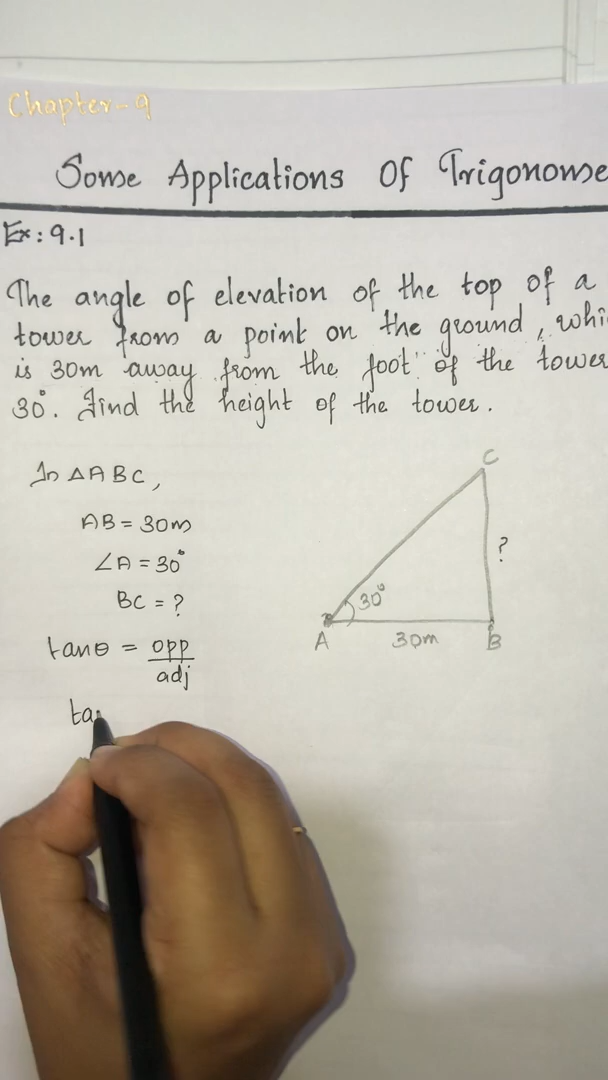 Chapter-9
Some Applications Of Trigonome
Ex: 9.1
The angle of elevation of the top of a
tower from a point on the ground, whi
is 30m away from the foot of the tower
30°. Find the height of the tower.
In △ABC,
AB = 30m
∠A = 30°
BC = ?
tanθ = opp/adj
ta
C
?
30°
A
30m
B